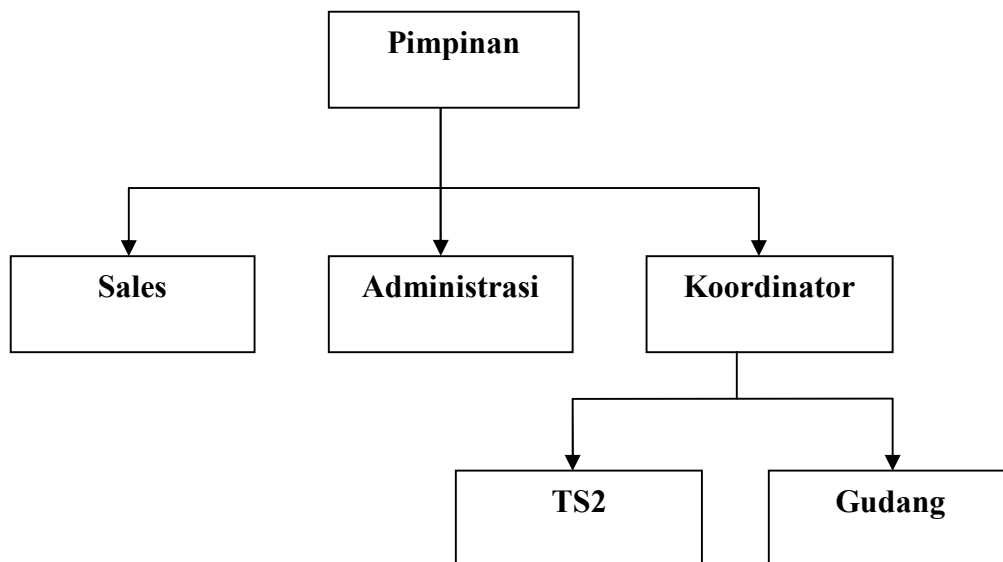 Pimpinan
Sales
Administrasi
Koordinator
TS2
Gudang